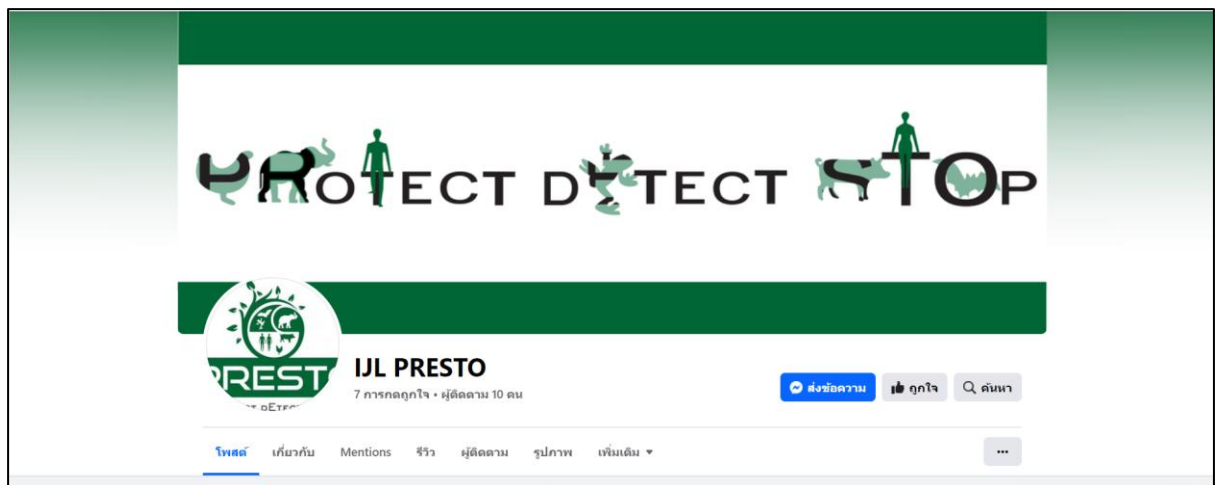 PROTECT DETECT STOP
PREST
IJL PRESTO
7 การกดถูกใจ • ผู้ติดตาม 10 คน
ส่งข้อความ
ถูกใจ
ค้นหา
โพสต์ เกี่ยวกับ Mentions รีวิว ผู้ติดตาม รูปภาพ เพิ่มเติม